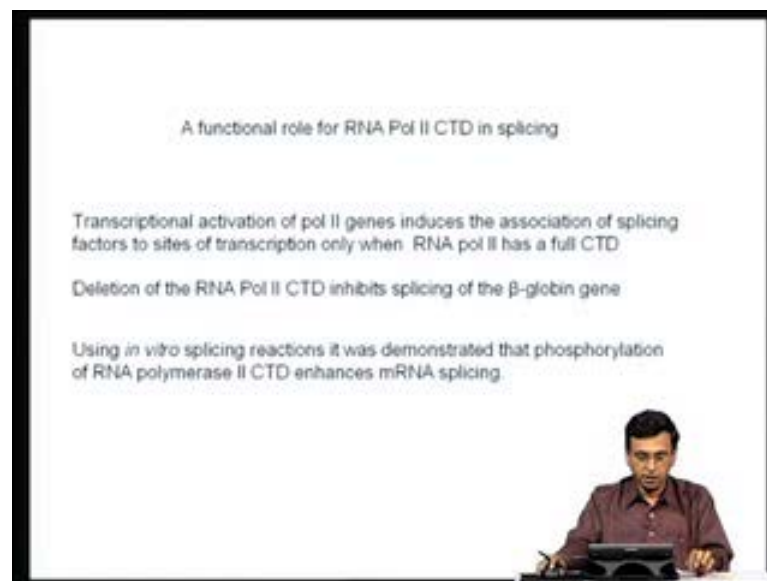 A functional role for RNA Pol II CTD in splicing
Transcriptional activation of pol II genes induces the association of splicing
factors to sites of transcription only when RNA pol II has a full CTD
Deletion of the RNA Pol II CTD inhibits splicing of the β-globin gene
Using in vitro splicing reactions it was demonstrated that phosphorylation
of RNA polymerase II CTD enhances mRNA splicing.